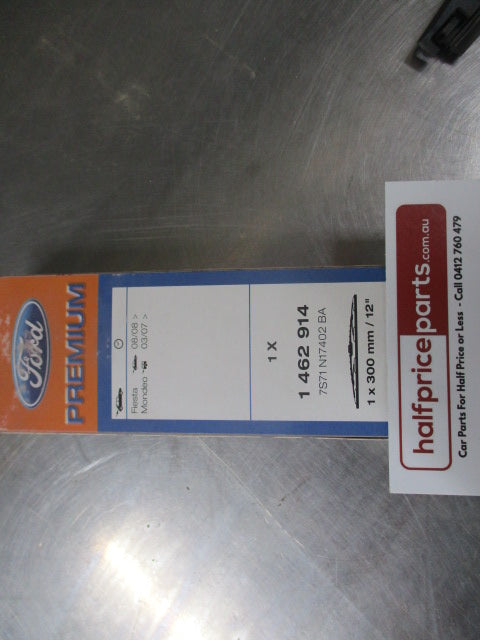 Ford
PREMIUM
Fiesta 08/08 >
Mondeo 03/07 >
1 X
1 462 914
7S71 N17402 BA
1 x 300 mm / 12"
halfpriceparts.com.au
Car Parts For Half Price or Less - Call 0412 760 479